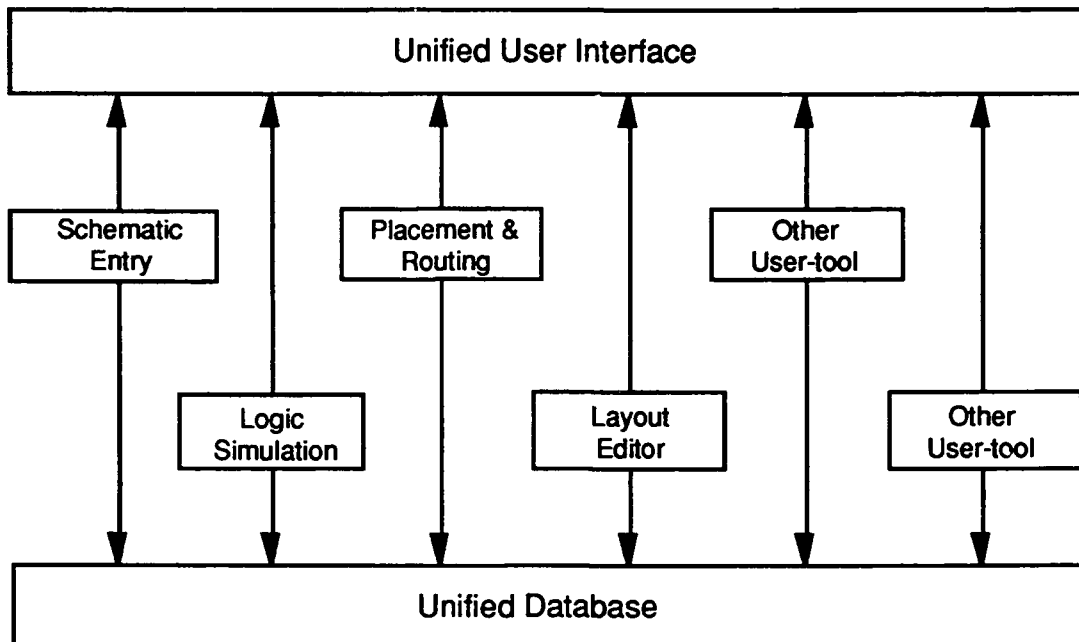 Unified User Interface
Schematic
Entry
Placement &
Routing
Other
User-tool
Logic
Simulation
Layout
Editor
Other
User-tool
Unified Database